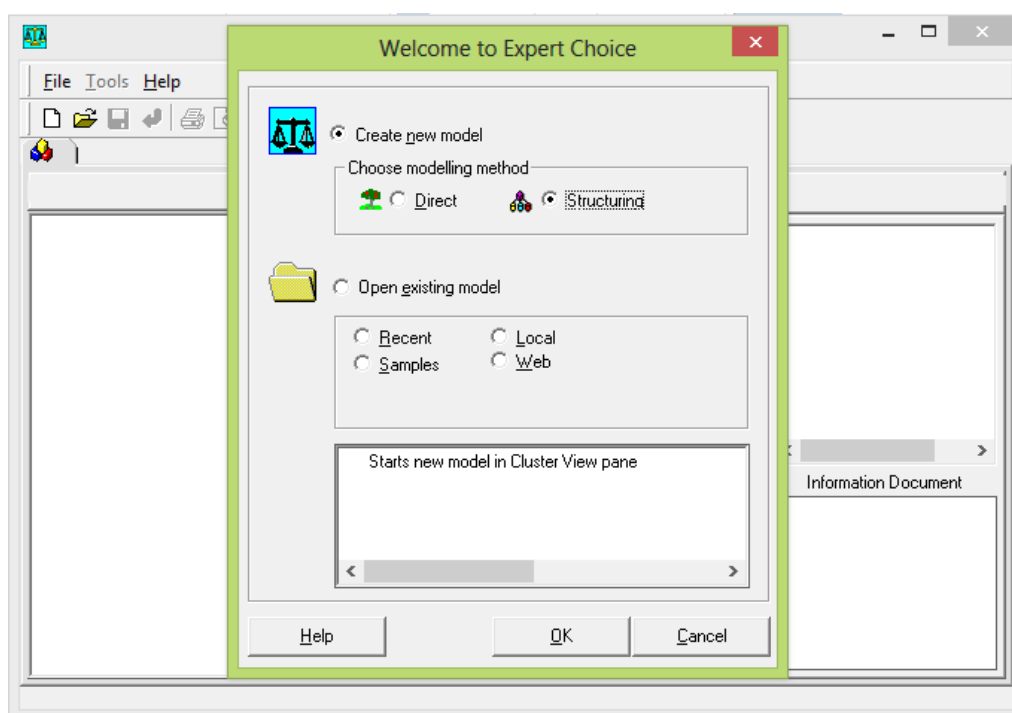 Welcome to Expert Choice
File Tools Help
Create new model
Choose modelling method
Direct Structuring
Open existing model
Recent Local
Samples Web
Starts new model in Cluster View pane
Information Document
Help OK Cancel